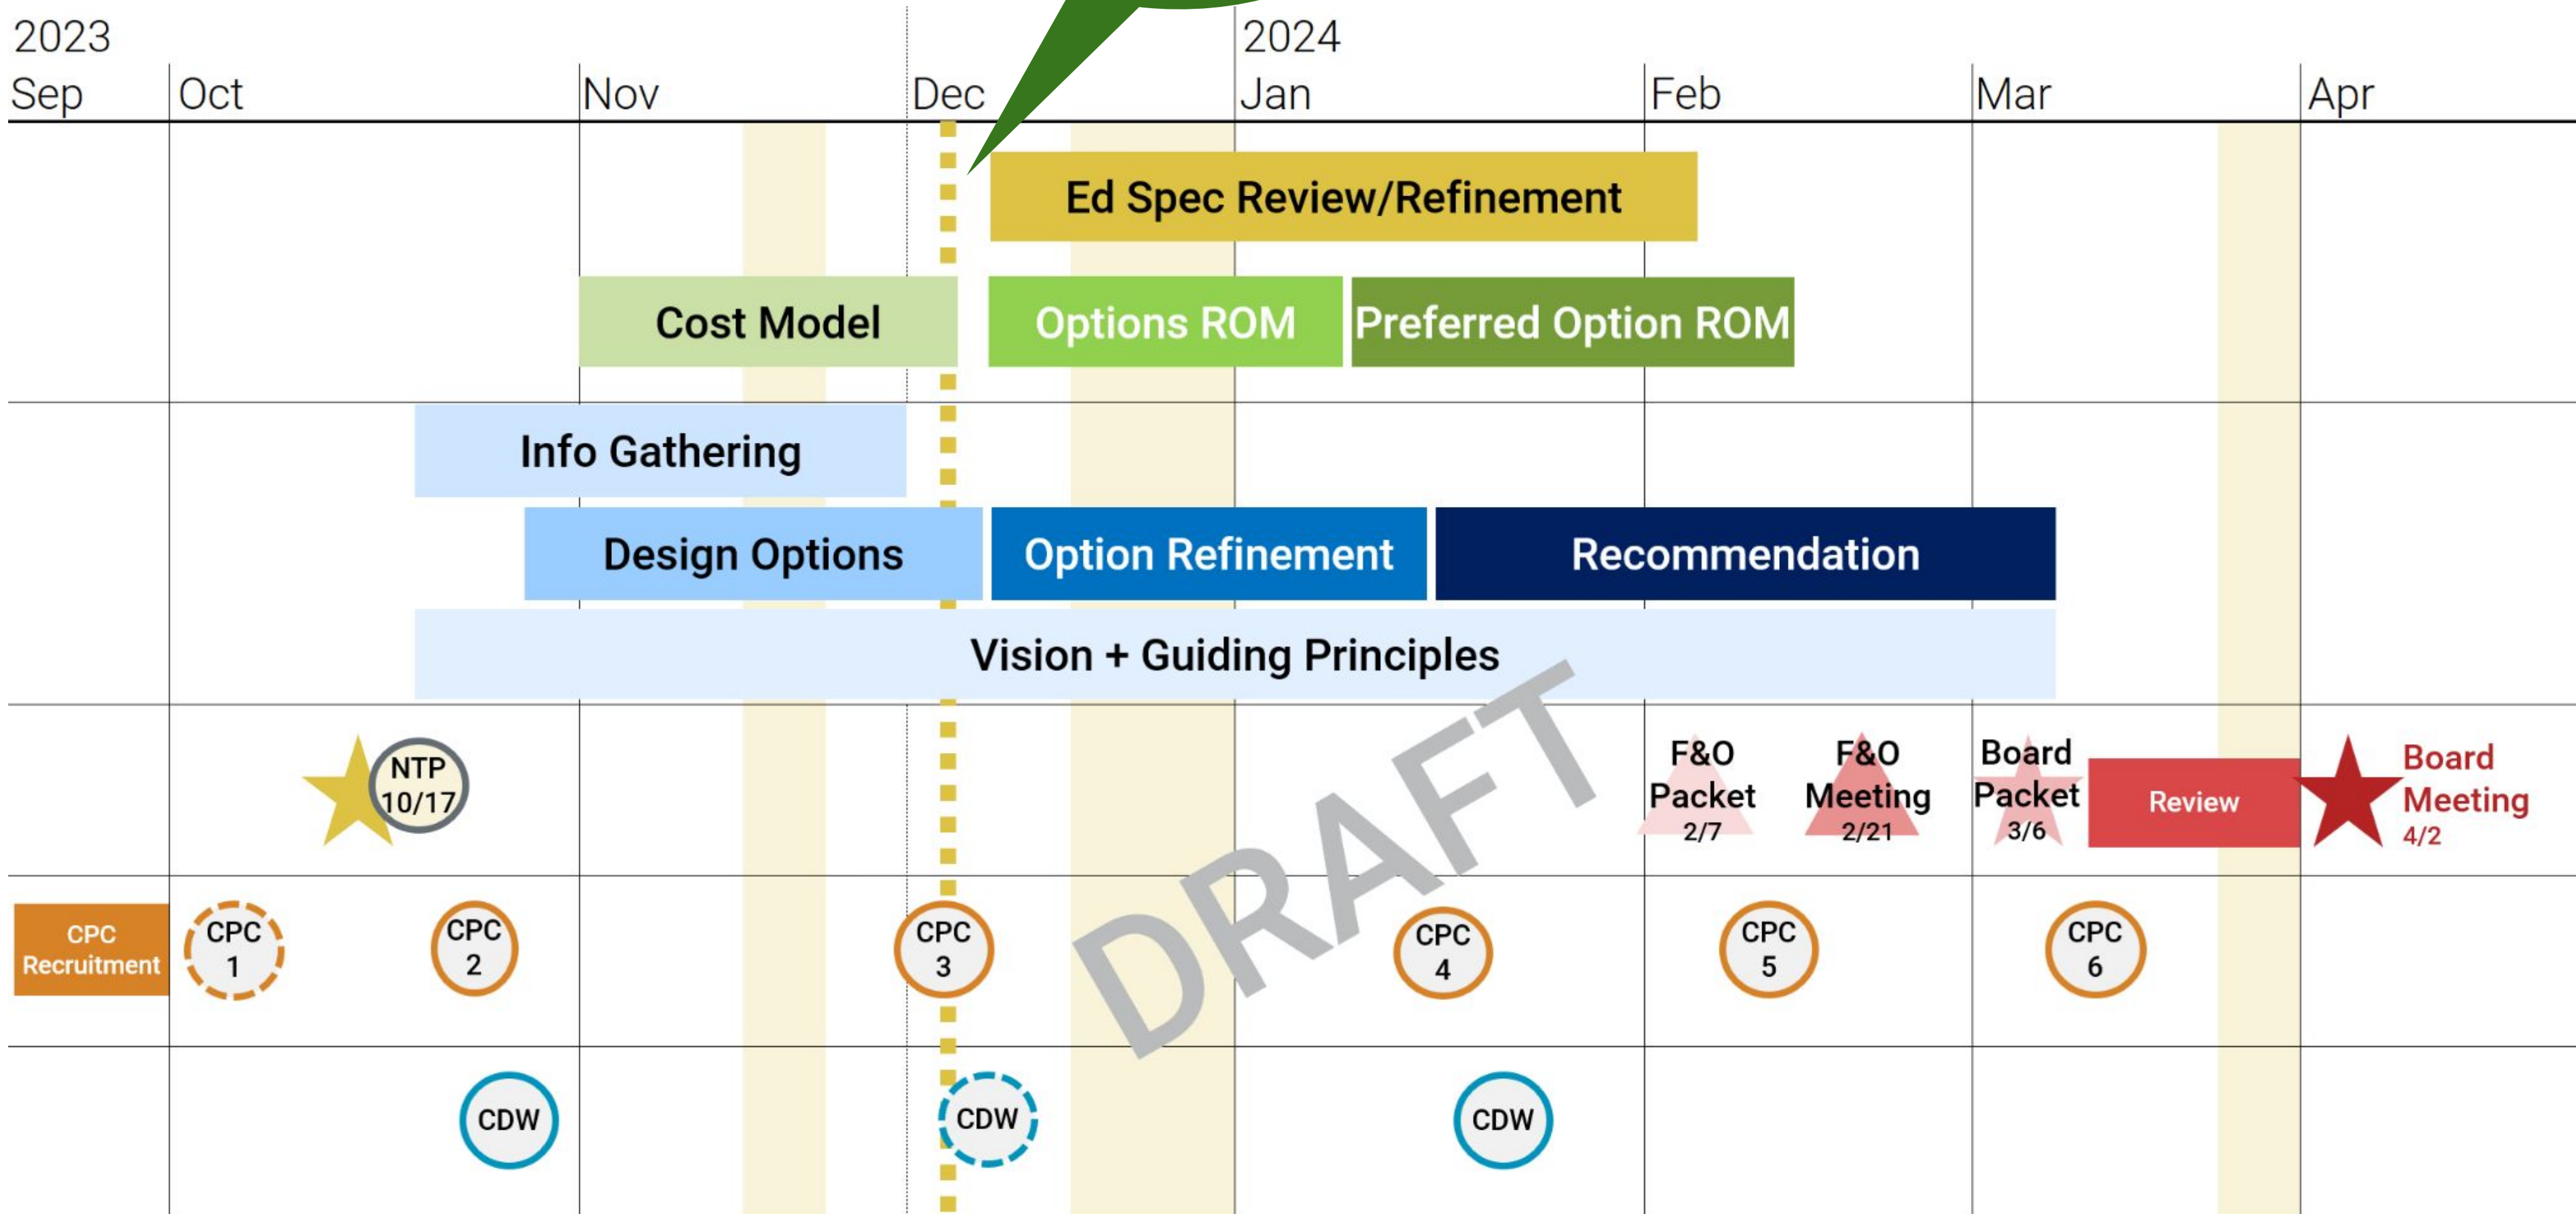 2023
2024
Sep
Oct
Nov
Dec
Jan
Feb
Mar
Apr
Ed Spec Review/Refinement
Cost Model
Options ROM
Preferred Option ROM
Info Gathering
Design Options
Option Refinement
Recommendation
Vision + Guiding Principles
DRAFT
NTP
10/17
F&O
Packet
2/7
F&O
Meeting
2/21
Board
Packet
3/6
Review
Board
Meeting
4/2
CPC
Recruitment
CPC
1
CPC
2
CPC
3
CPC
4
CPC
5
CPC
6
CDW
CDW
CDW